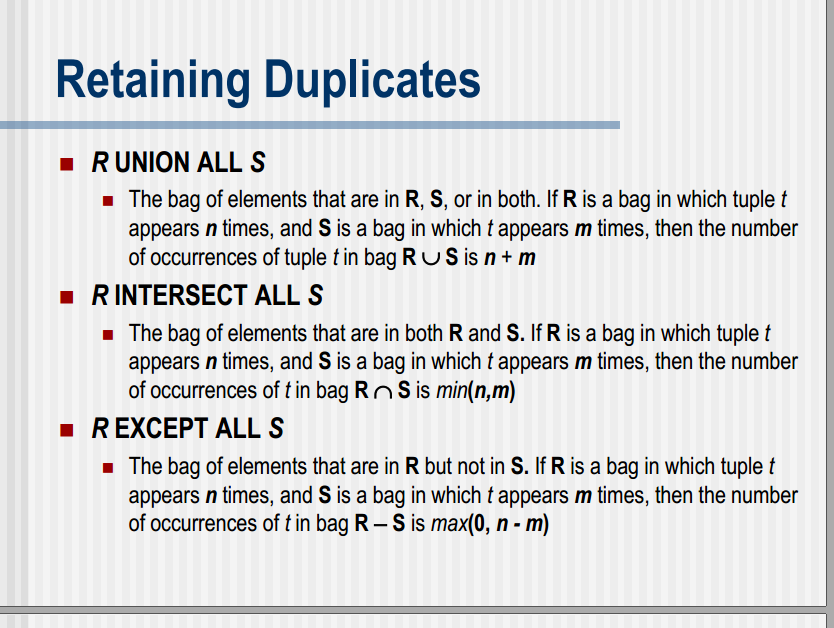 Retaining Duplicates
R UNION ALL S
The bag of elements that are in R, S, or in both. If R is a bag in which tuple t
appears n times, and S is a bag in which t appears m times, then the number
of occurrences of tuple t in bag R ∪ S is n + m
R INTERSECT ALL S
The bag of elements that are in both R and S. If R is a bag in which tuple t
appears n times, and S is a bag in which t appears m times, then the number
of occurrences of t in bag R ∩ S is min(n,m)
R EXCEPT ALL S
The bag of elements that are in R but not in S. If R is a bag in which tuple t
appears n times, and S is a bag in which t appears m times, then the number
of occurrences of t in bag R – S is max(0, n - m)